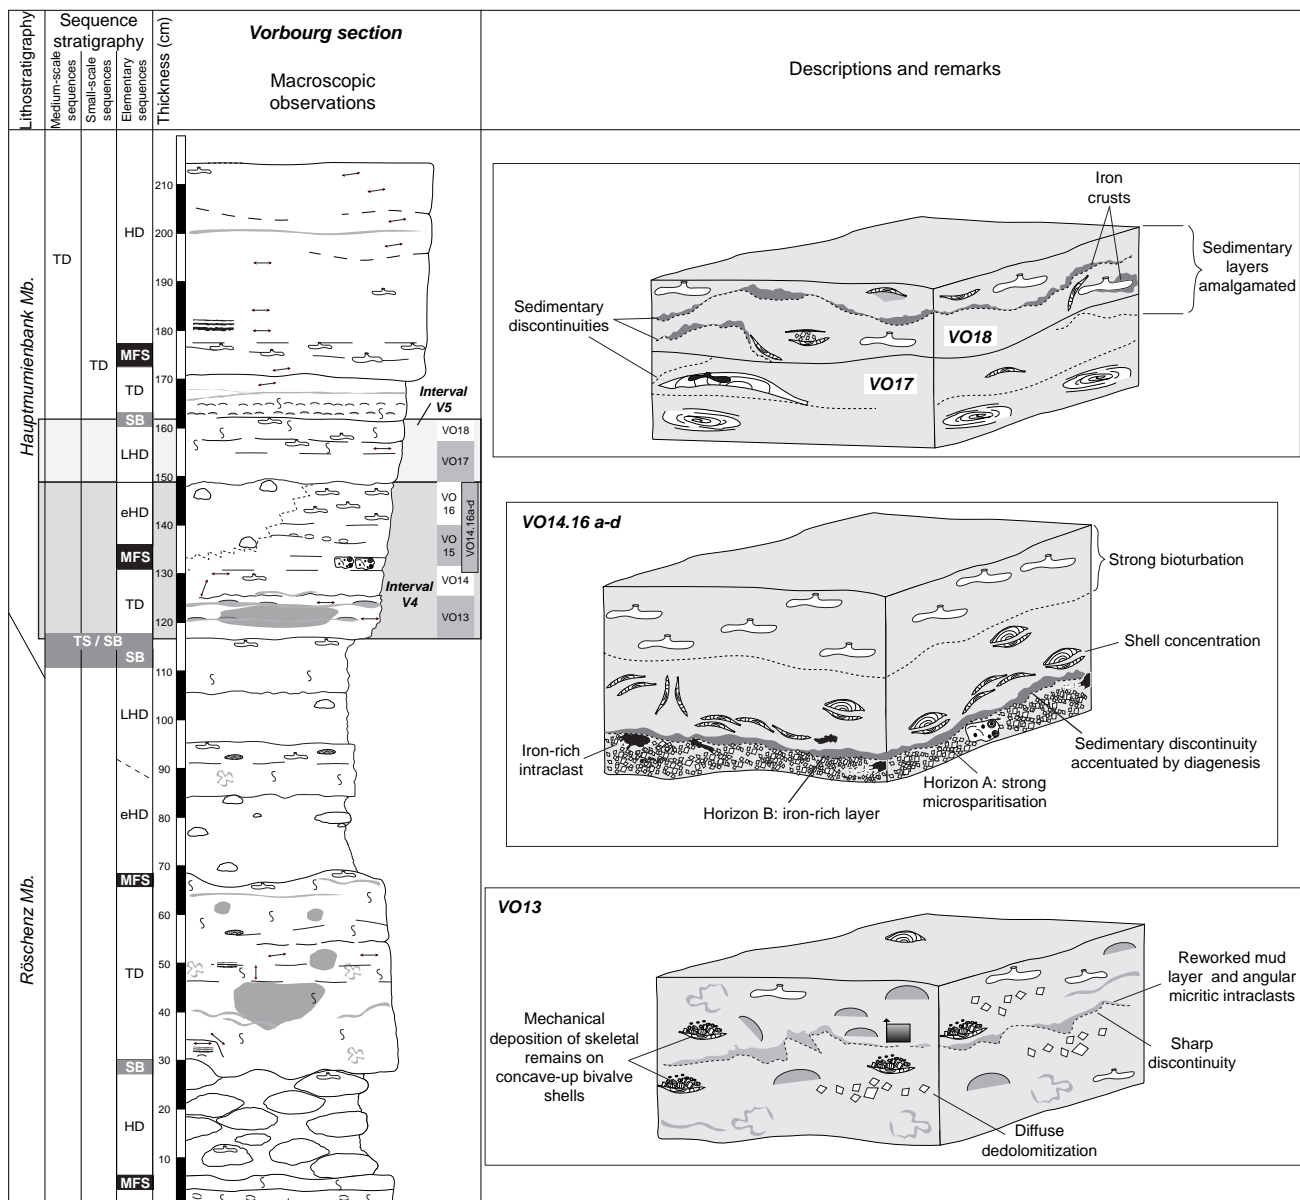 Lithostratigraphy
Sequence
stratigraphy
Medium-scale
sequences
Small-scale
sequences
Elementary
sequences
Thickness (cm)
Vorbourg section
Macroscopic
observations
Descriptions and remarks
Hauptmumienbank Mb.
Röschenz Mb.
TD
TD
HD
MFS
TD
SB
LHD
eHD
MFS
TD
TS / SB
SB
LHD
eHD
MFS
TD
SB
HD
MFS
210
200
190
180
170
160
150
140
130
120
110
100
90
80
70
60
50
40
30
20
10
Interval
V5
VO18
VO17
VO
16
VO
15
VO14
VO13
VO14.16a-d
Interval
V4
Iron
crusts
Sedimentary
layers
amalgamated
Sedimentary
discontinuities
VO18
VO17
VO14.16 a-d
Strong bioturbation
Shell concentration
Iron-rich
intraclast
Sedimentary discontinuity
accentuated by diagenesis
Horizon A: strong
microsparitisation
Horizon B: iron-rich layer
VO13
Reworked mud
layer and angular
micritic intraclasts
Mechanical
deposition of skeletal
remains on
concave-up bivalve
shells
Sharp
discontinuity
Diffuse
dedolomitization